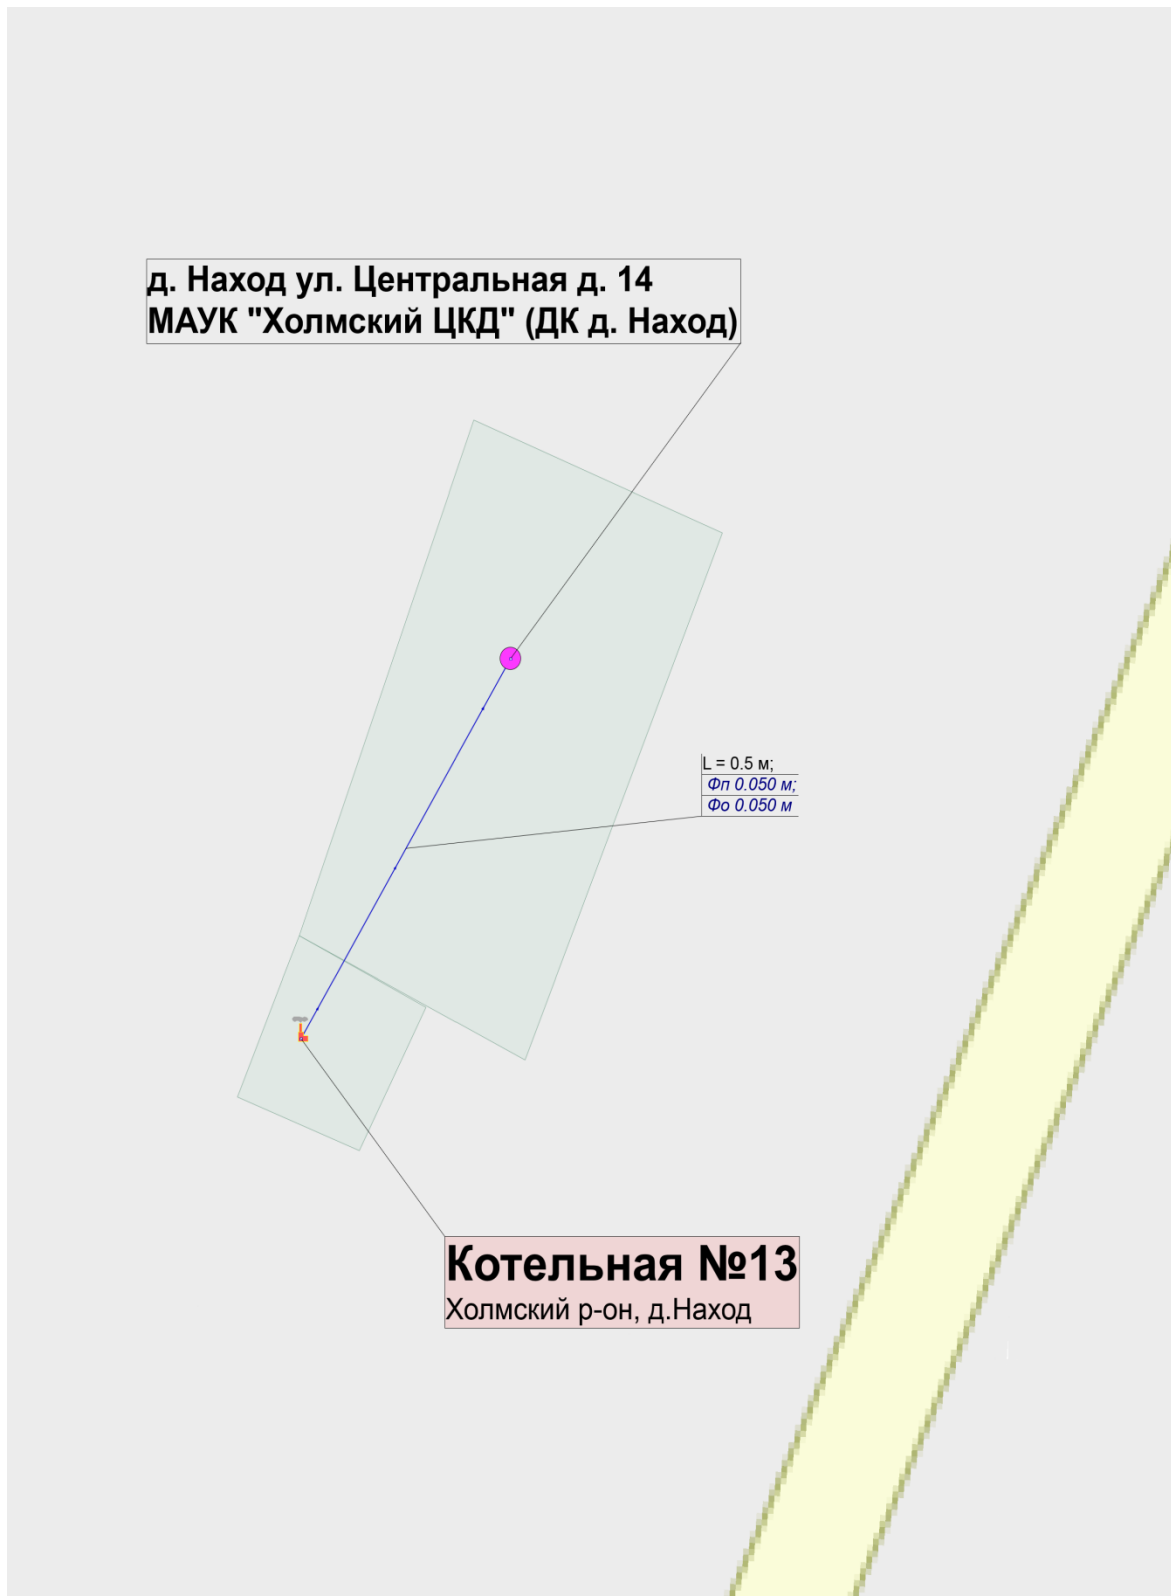 д. Наход ул. Центральная д. 14
МАУК "Холмский ЦКД" (ДК д. Наход)
L = 0.5 м;
Фп 0.050 м;
Фо 0.050 м
Котельная №13
Холмский р-он, д.Наход